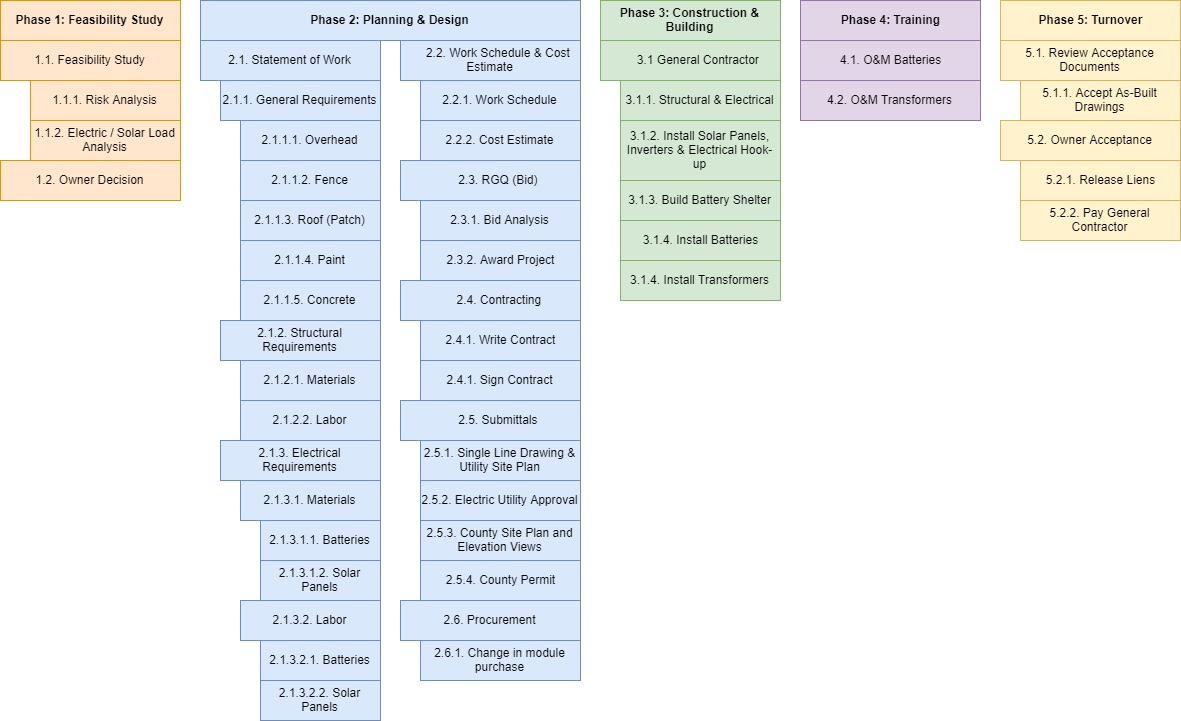 Phase 1: Feasibility Study
1.1. Feasibility Study
1.1.1. Risk Analysis
1.1.2. Electric / Solar Load
Analysis
1.2. Owner Decision
Phase 2: Planning & Design
2.1. Statement of Work
2.1.1. General Requirements
2.1.1.1. Overhead
2.1.1.2. Fence
2.1.1.3. Roof (Patch)
2.1.1.4. Paint
2.1.1.5. Concrete
2.1.2. Structural
Requirements
2.1.2.1. Materials
2.1.2.2. Labor
2.1.3. Electrical
Requirements
2.1.3.1. Materials
2.1.3.1.1. Batteries
2.1.3.1.2. Solar
Panels
2.1.3.2. Labor
2.1.3.2.1. Batteries
2.1.3.2.2. Solar
Panels
2.2. Work Schedule & Cost
Estimate
2.2.1. Work Schedule
2.2.2. Cost Estimate
2.3. RGQ (Bid)
2.3.1. Bid Analysis
2.3.2. Award Project
2.4. Contracting
2.4.1. Write Contract
2.4.1. Sign Contract
2.5. Submittals
2.5.1. Single Line Drawing &
Utility Site Plan
2.5.2. Electric Utility Approval
2.5.3. County Site Plan and
Elevation Views
2.5.4. County Permit
2.6. Procurement
2.6.1. Change in module
purchase
Phase 3: Construction &
Building
3.1 General Contractor
3.1.1. Structural & Electrical
3.1.2. Install Solar Panels,
Inverters & Electrical Hook-
up
3.1.3. Build Battery Shelter
3.1.4. Install Batteries
3.1.4. Install Transformers
Phase 4: Training
4.1. O&M Batteries
4.2. O&M Transformers
Phase 5: Turnover
5.1. Review Acceptance
Documents
5.1.1. Accept As-Built
Drawings
5.2. Owner Acceptance
5.2.1. Release Liens
5.2.2. Pay General
Contractor